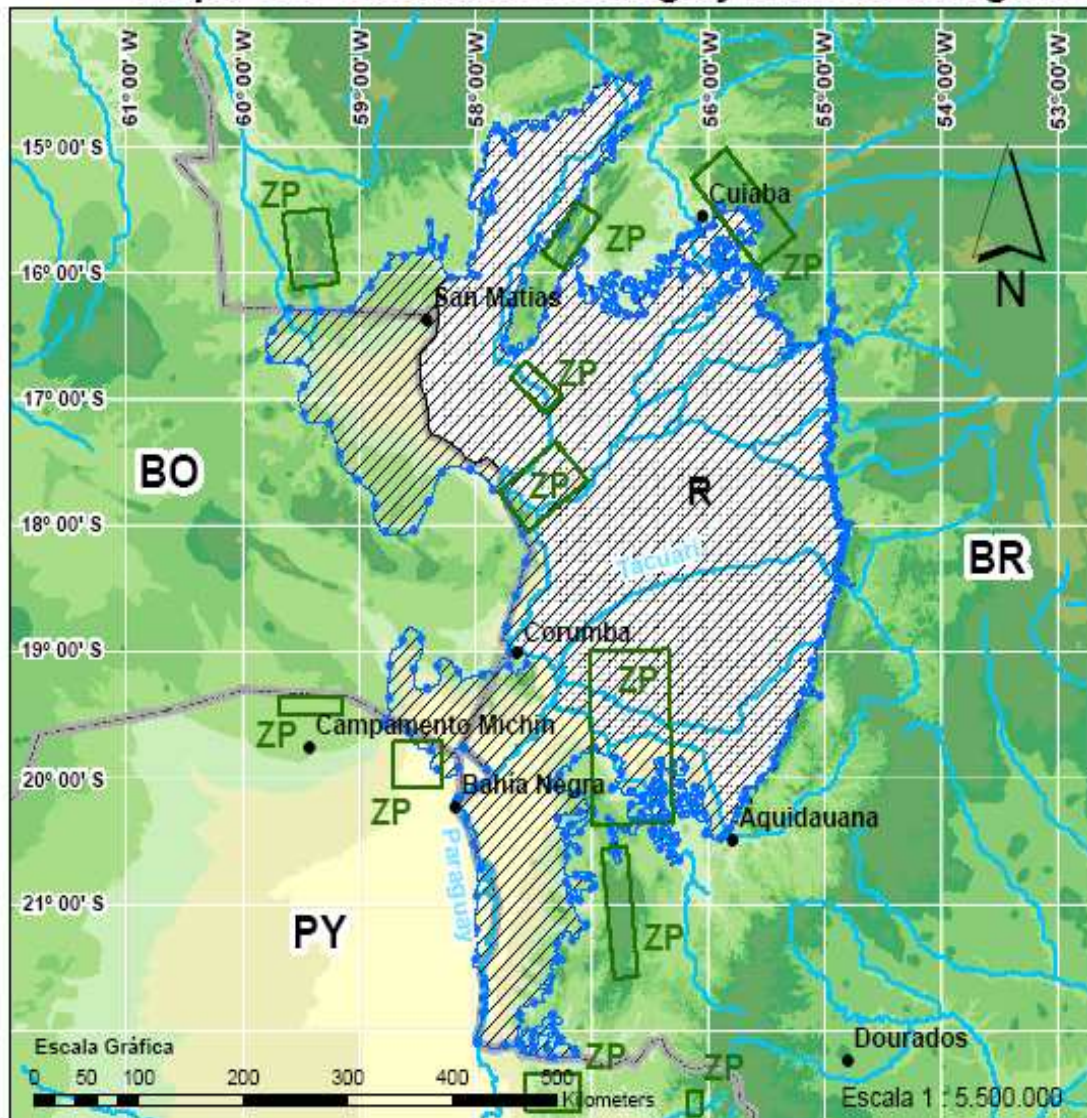 61° 00' W
60° 00' W
59° 00' W
58° 00' W
56° 00' W
55° 00' W
54° 00' W
53° 00' W
15° 00' S
ZP
Cuiaba
ZP
ZP
N
16° 00' S
San Matias
ZP
17° 00' S
BO
ZP
R
18° 00' S
BR
Tacuari
Corumba
19° 00' S
ZP
ZP
Campamento Michin
20° 00' S
Bahia Negra
ZP
Aquidauana
Paraguay
21° 00' S
PY
ZP
Escala Gráfica
Dourados
ZP
ZP
0 50 100 200 300 400 500
Kilometers
Escala 1 : 5.500.000